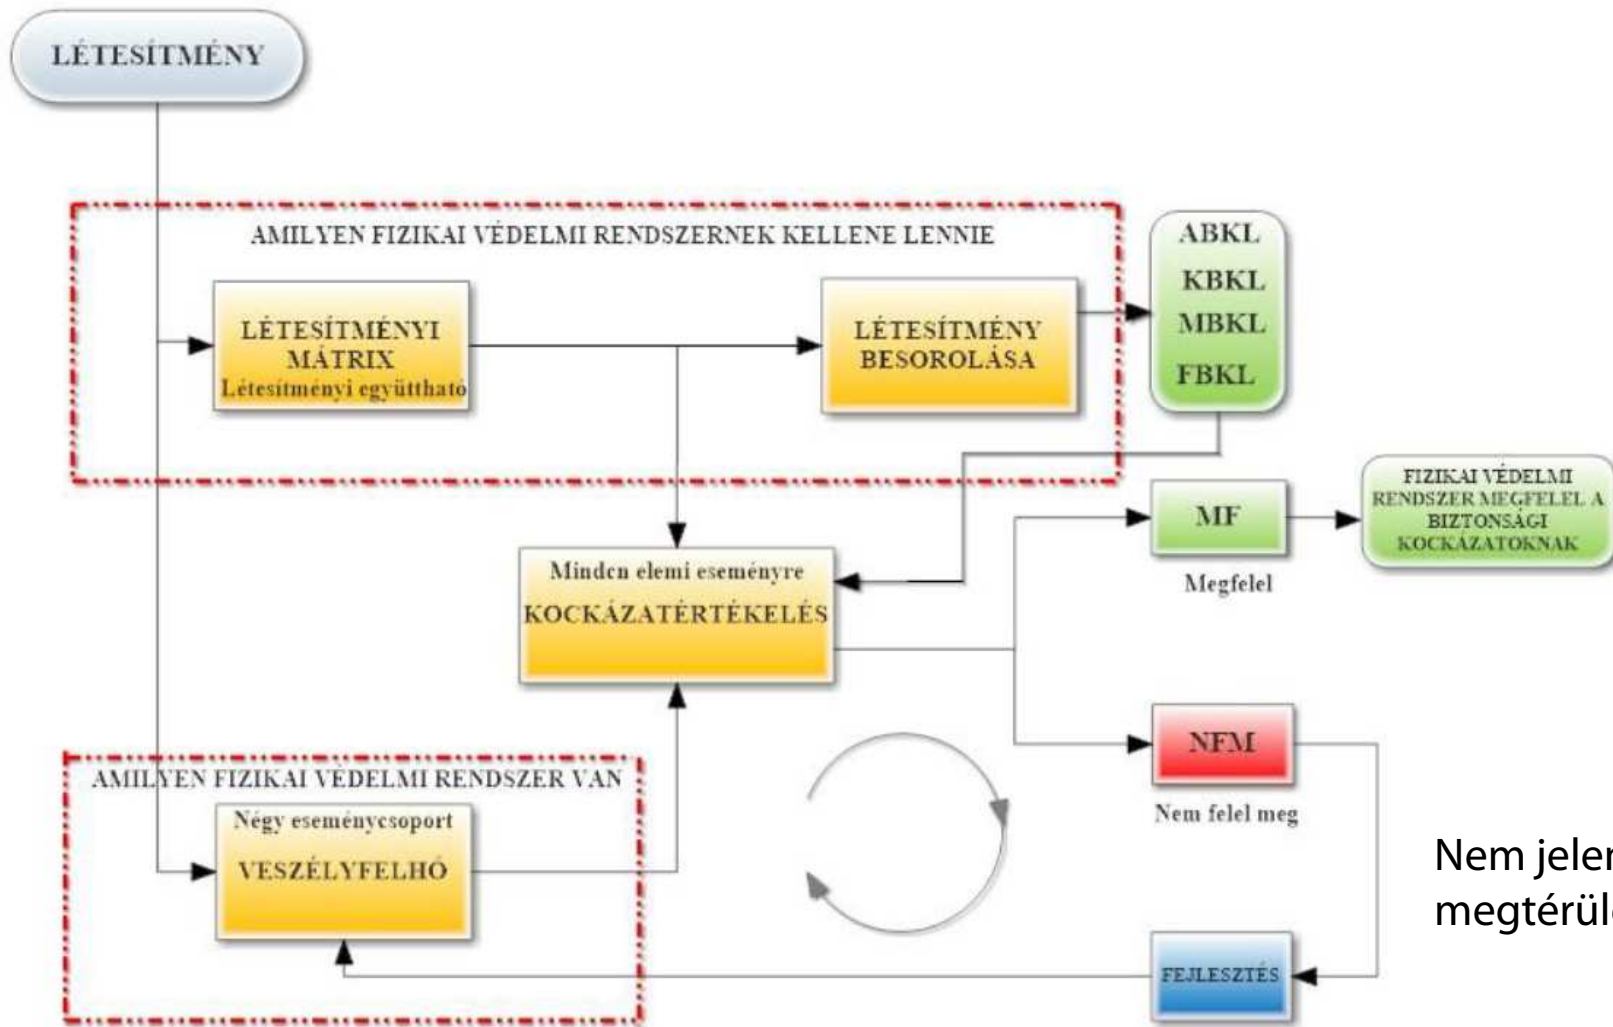 LÉTESÍTMÉNY
AMILYEN FIZIKAI VÉDELMI RENDSZERNEK KELLENE LENNIE
LÉTESÍTMÉNYI
MÁTRIX
Létesítményi együttható
LÉTESÍTMÉNY
BESOROLÁSA
ABKL
KBKL
MBKL
FBKL
Minden elemi eseményre
KOCKÁZATÉRTÉKELÉS
MF
Megfelel
FIZIKAI VÉDELMI
RENDSZER MEGFELEL A
BIZTONSÁGI
KOCKÁZATOKNAK
NFM
Nem felel meg
AMILYEN FIZIKAI VÉDELMI RENDSZER VAN
Négy eseménycsoport
VESZÉLYFELHŐ
FEJLESZTÉS
Nem